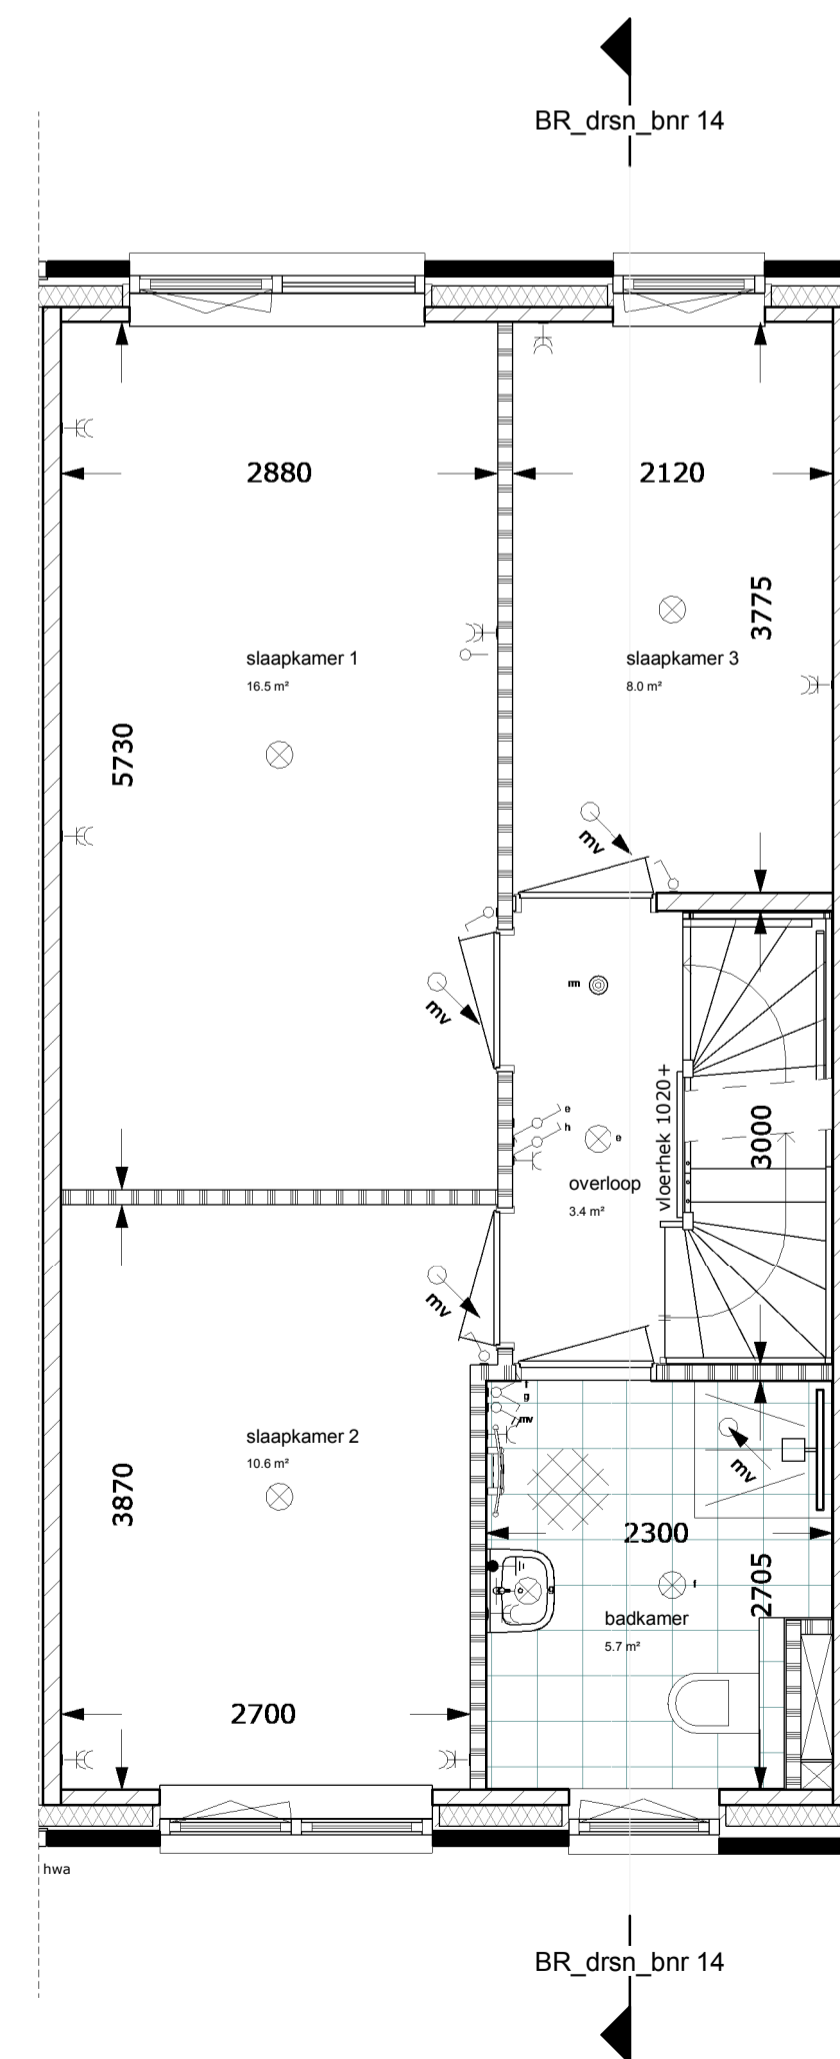 BR_drsn_bnr 14
2880
2120
3775
slaapkamer 1
16.5 m²
slaapkamer 3
8.0 m²
5730
mv
mv
rm
vloerhek 1020+
e
h
e
3000
overloop
3.4 m²
mv
f
g
mv
slaapkamer 2
10.6 m²
mv
3870
2300
2705
g
f
badkamer
5.7 m²
2700
hwa
BR_drsn_bnr 14